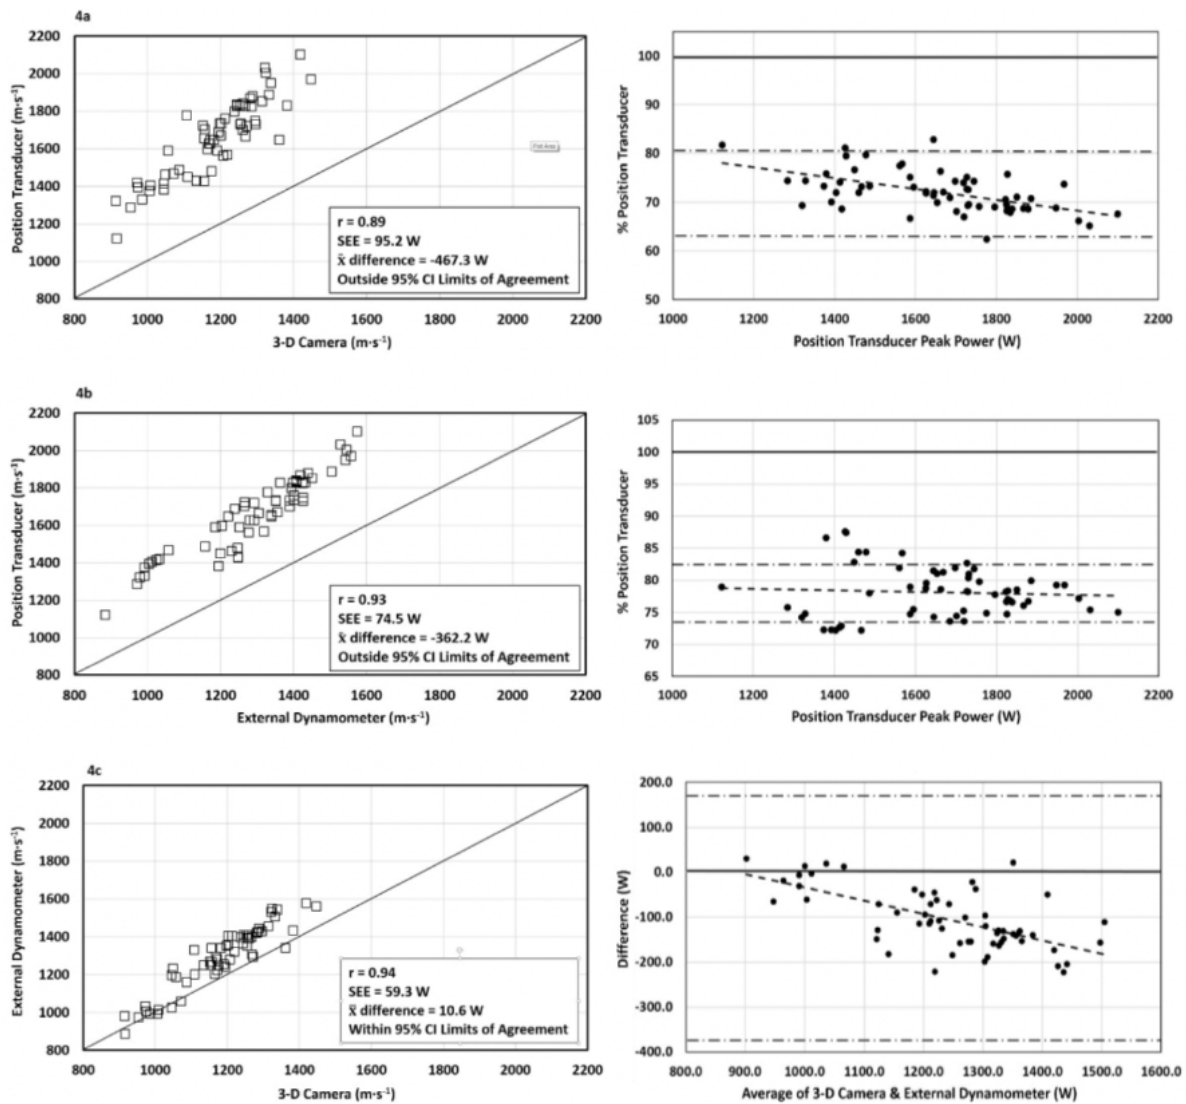 4a
2200
2000
1800
1600
1400
1200
1000
800
Position Transducer (m·s⁻¹)
r = 0.89
SEE = 95.2 W
x̄ difference = -467.3 W
Outside 95% CI Limits of Agreement
800 1000 1200 1400 1600 1800 2000 2200
3-D Camera (m·s⁻¹)
Plot Area
100
90
80
70
60
50
% Position Transducer
1000 1200 1400 1600 1800 2000 2200
Position Transducer Peak Power (W)
4b
2200
2000
1800
1600
1400
1200
1000
800
Position Transducer (m·s⁻¹)
r = 0.93
SEE = 74.5 W
x̄ difference = -362.2 W
Outside 95% CI Limits of Agreement
800 1000 1200 1400 1600 1800 2000 2200
External Dynamometer (m·s⁻¹)
105
100
95
90
85
80
75
70
65
% Position Transducer
1000 1200 1400 1600 1800 2000 2200
Position Transducer Peak Power (W)
4c
2200
2000
1800
1600
1400
1200
1000
800
External Dynamometer (m·s⁻¹)
r = 0.94
SEE = 59.3 W
x̄ difference = 10.6 W
Within 95% CI Limits of Agreement
800 1000 1200 1400 1600 1800 2000 2200
3-D Camera (m·s⁻¹)
200.0
100.0
0.0
-100.0
-200.0
-300.0
-400.0
Difference (W)
800.0 900.0 1000.0 1100.0 1200.0 1300.0 1400.0 1500.0 1600.0
Average of 3-D Camera & External Dynamometer (W)